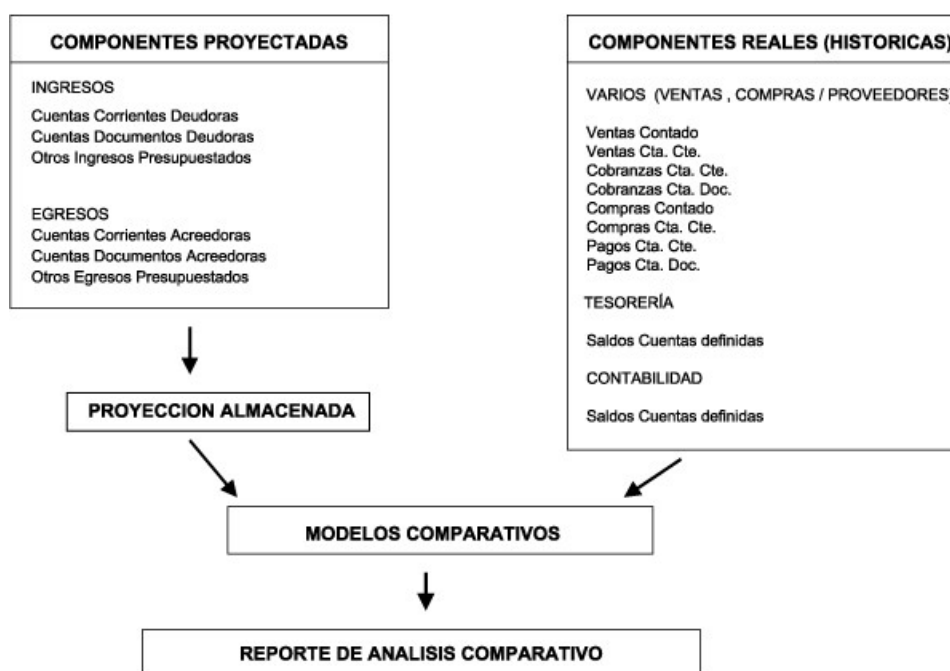 COMPONENTES PROYECTADAS
INGRESOS
Cuentas Corrientes Deudoras
Cuentas Documentos Deudoras
Otros Ingresos Presupuestados
EGRESOS
Cuentas Corrientes Acreedoras
Cuentas Documentos Acreedoras
Otros Egresos Presupuestados
PROYECCION ALMACENADA
COMPONENTES REALES (HISTORICAS)
VARIOS (VENTAS , COMPRAS / PROVEEDORES)
Ventas Contado
Ventas Cta. Cte.
Cobranzas Cta. Cte.
Cobranzas Cta. Doc.
Compras Contado
Compras Cta. Cte.
Pagos Cta. Cte.
Pagos Cta. Doc.
TESORERÍA
Saldos Cuentas definidas
CONTABILIDAD
Saldos Cuentas definidas
MODELOS COMPARATIVOS
REPORTE DE ANALISIS COMPARATIVO